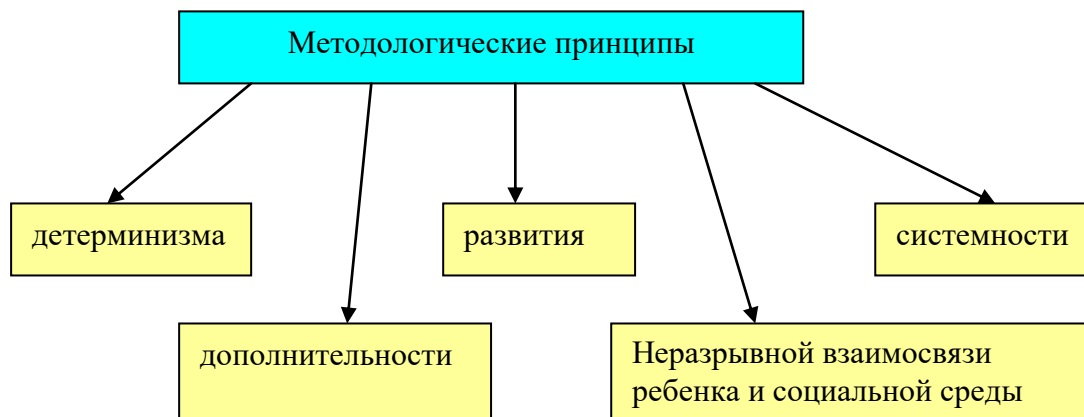 Методологические принципы
детерминизма
развития
системности
дополнительности
Неразрывной взаимосвязи
ребенка и социальной среды